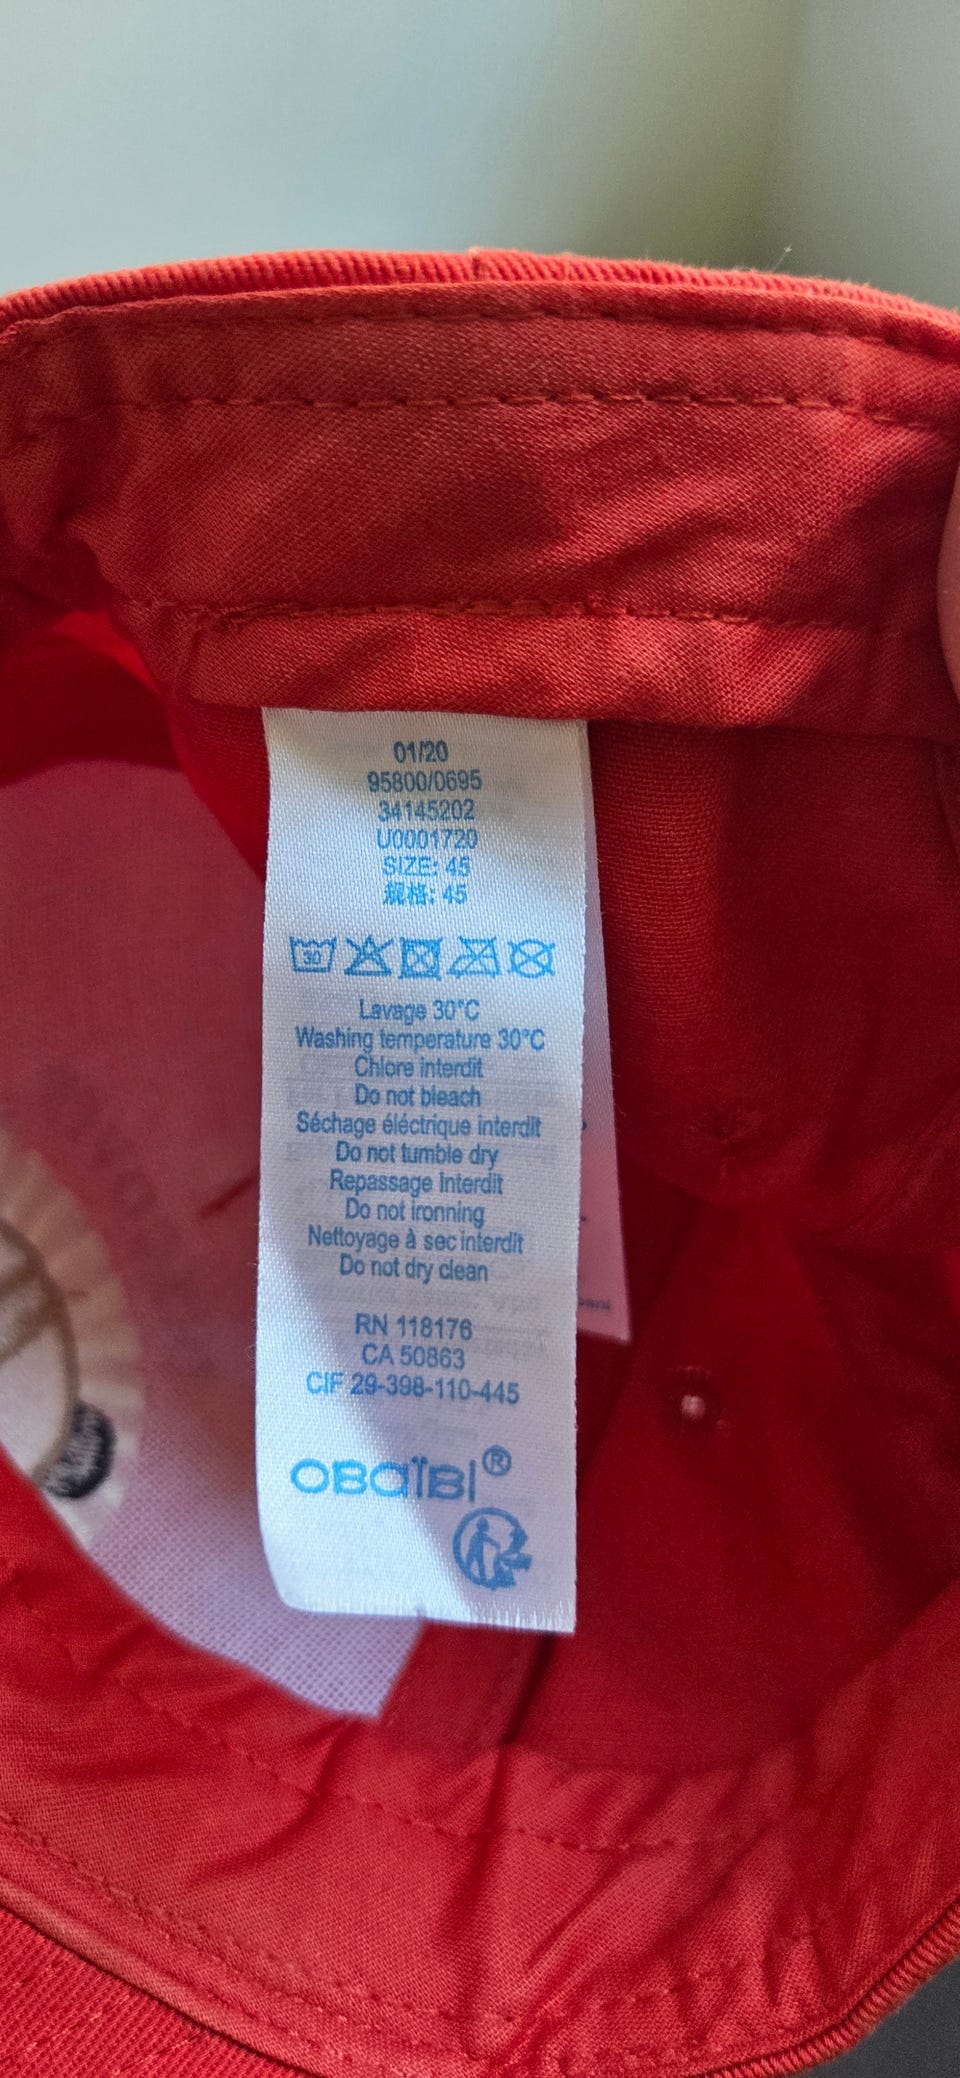 01/20
95800/0695
34145202
U0001720
SIZE: 45
规格: 45
30
Lavage 30°C
Washing temperature 30°C
Chlore interdit
Do not bleach
Séchage éléctrique interdit
Do not tumble dry
Repassage Interdit
Do not ironning
Nettoyage à sec interdit
Do not dry clean
RN 118176
CA 50863
CIF 29-398-110-445
OBaïBI®